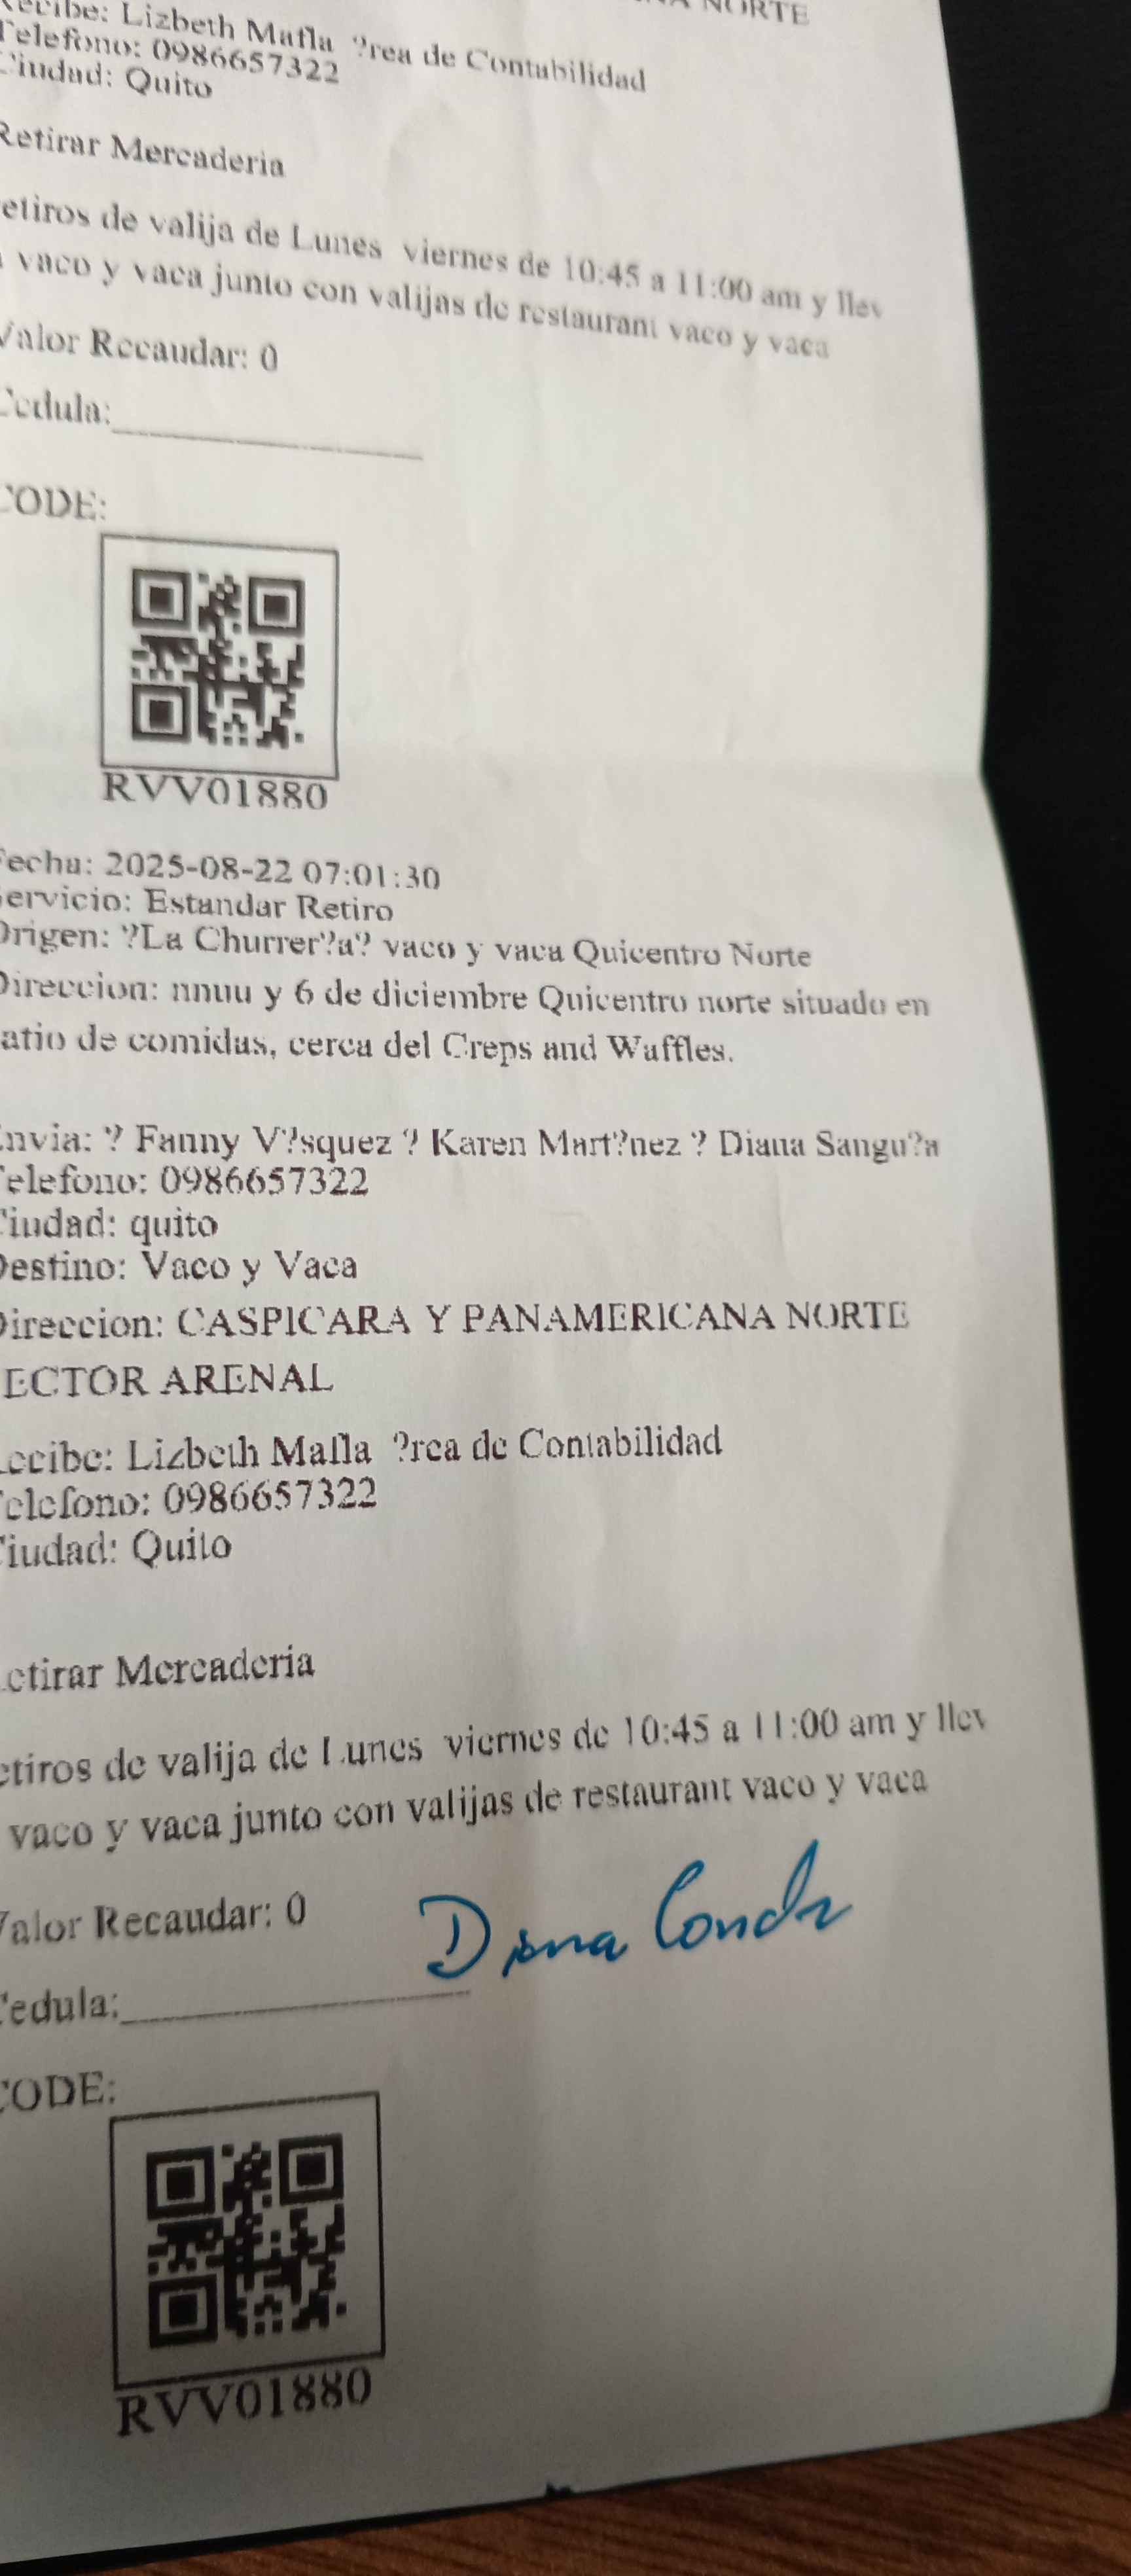 NORTE
Recibe: Lizbeth Mafla ?rea de Contabilidad
Telefono: 0986657322
Ciudad: Quito
Retirar Mercaderia
etiros de valija de Lunes viernes de 10:45 a 11:00 am y llev
vaco y vaca junto con valijas de restaurant vaco y vaca
Valor Recaudar: 0
Cedula:
CODE:
RVV01880
Fecha: 2025-08-22 07:01:30
Servicio: Estandar Retiro
Origen: ?La Churrer?a? vaco y vaca Quicentro Norte
Direccion: nnuu y 6 de diciembre Quicentro norte situado en
atio de comidas, cerca del Creps and Waffles.
Envia: ? Fanny V?squez ? Karen Mart?nez ? Diana Sangu?a
Telefono: 0986657322
Ciudad: quito
Destino: Vaco y Vaca
Direccion: CASPICARA Y PANAMERICANA NORTE
ECTOR ARENAL
Recibe: Lizbeth Mafla ?rea de Contabilidad
Telefono: 0986657322
Ciudad: Quito
etirar Mercaderia
etiros de valija de Lunes viernes de 10:45 a 11:00 am y llev
vaco y vaca junto con valijas de restaurant vaco y vaca
Valor Recaudar: 0
Diana
Cedula:
CODE:
RVV01880